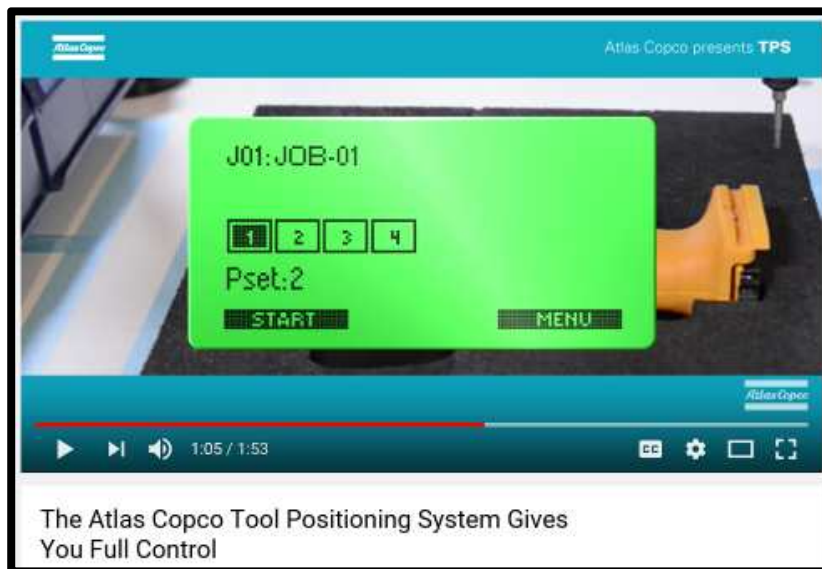 Atlas Copco
Atlas Copco presents TPS
J01:JOB-01
1 2 3 4
Pset:2
START MENU
Atlas Copco
1:05 / 1:53
CC
The Atlas Copco Tool Positioning System Gives
You Full Control